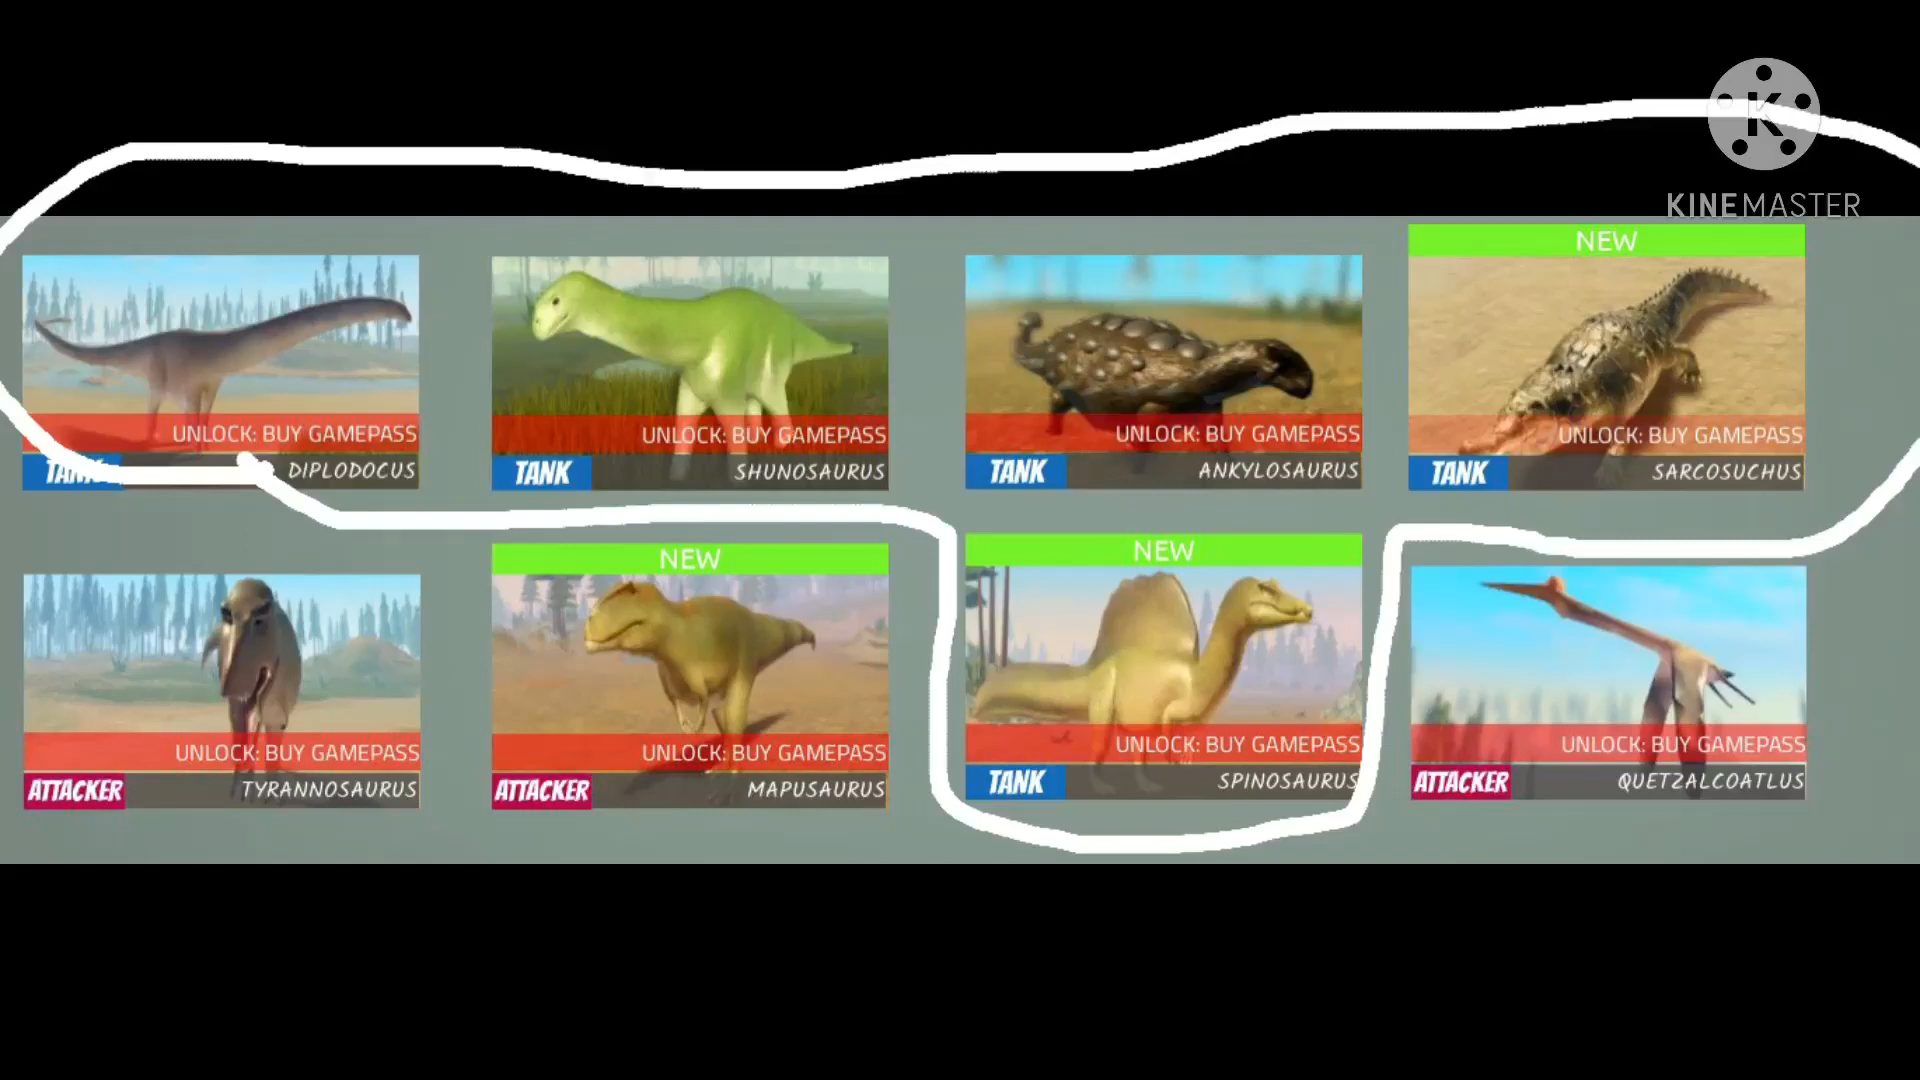 KINEMASTER
NEW
UNLOCK: BUY GAMEPASS
TANK
DIPLODOCUS
UNLOCK: BUY GAMEPASS
TANK
SHUNOSAURUS
UNLOCK: BUY GAMEPASS
TANK
ANKYLOSAURUS
UNLOCK: BUY GAMEPASS
TANK
SARCOSUCHUS
NEW
NEW
UNLOCK: BUY GAMEPASS
ATTACKER
TYRANNOSAURUS
UNLOCK: BUY GAMEPASS
ATTACKER
MAPUSAURUS
UNLOCK: BUY GAMEPASS
TANK
SPINOSAURUS
UNLOCK: BUY GAMEPASS
ATTACKER
QUETZALCOATLUS